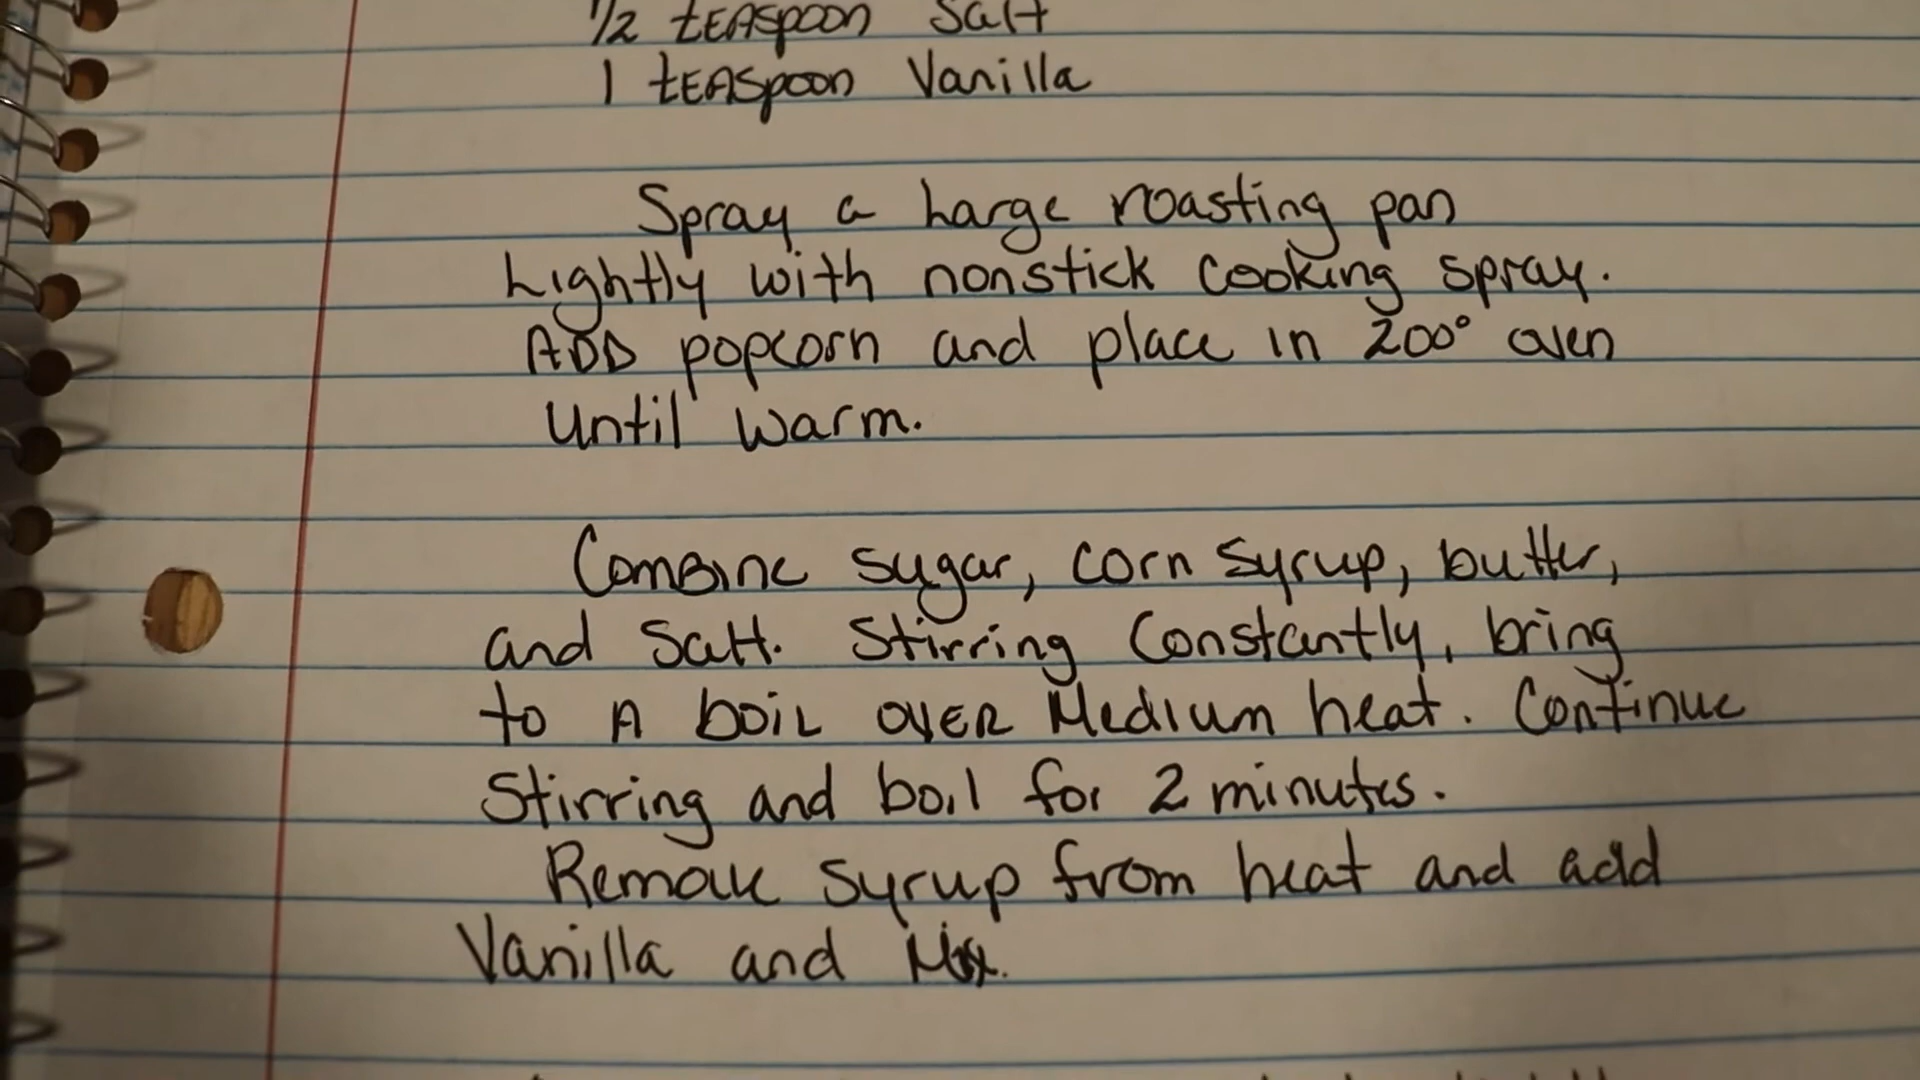 1/2 teaspoon Salt
1 teaspoon Vanilla
Spray a Large roasting pan
Lightly with nonstick cooking spray.
ADD popcorn and place in 200° oven
Until warm.
Combine sugar, corn syrup, butter,
and Salt. Stirring Constantly, bring
to A boil over Medium heat. Continue
Stirring and boil for 2 minutes.
Remove Syrup from heat and add
Vanilla and Mix.